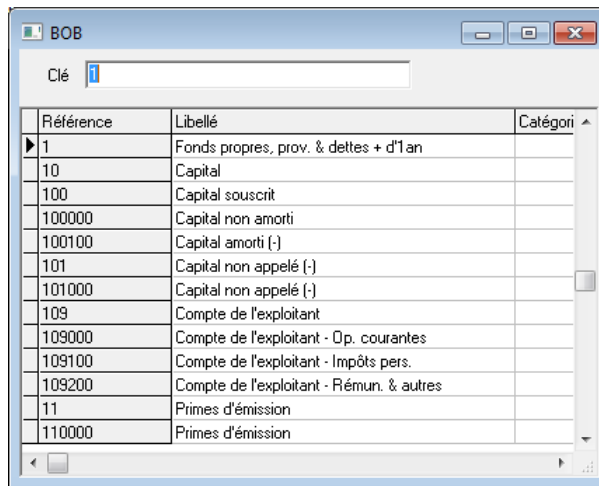 BOB
Clé 1
Référence Libellé Catégori
1 Fonds propres, prov. & dettes + d'1an
10 Capital
100 Capital souscrit
100000 Capital non amorti
100100 Capital amorti (-)
101 Capital non appelé (-)
101000 Capital non appelé (-)
109 Compte de l'exploitant
109000 Compte de l'exploitant - Op. courantes
109100 Compte de l'exploitant - Impôts pers.
109200 Compte de l'exploitant - Rémun. & autres
11 Primes d'émission
110000 Primes d'émission